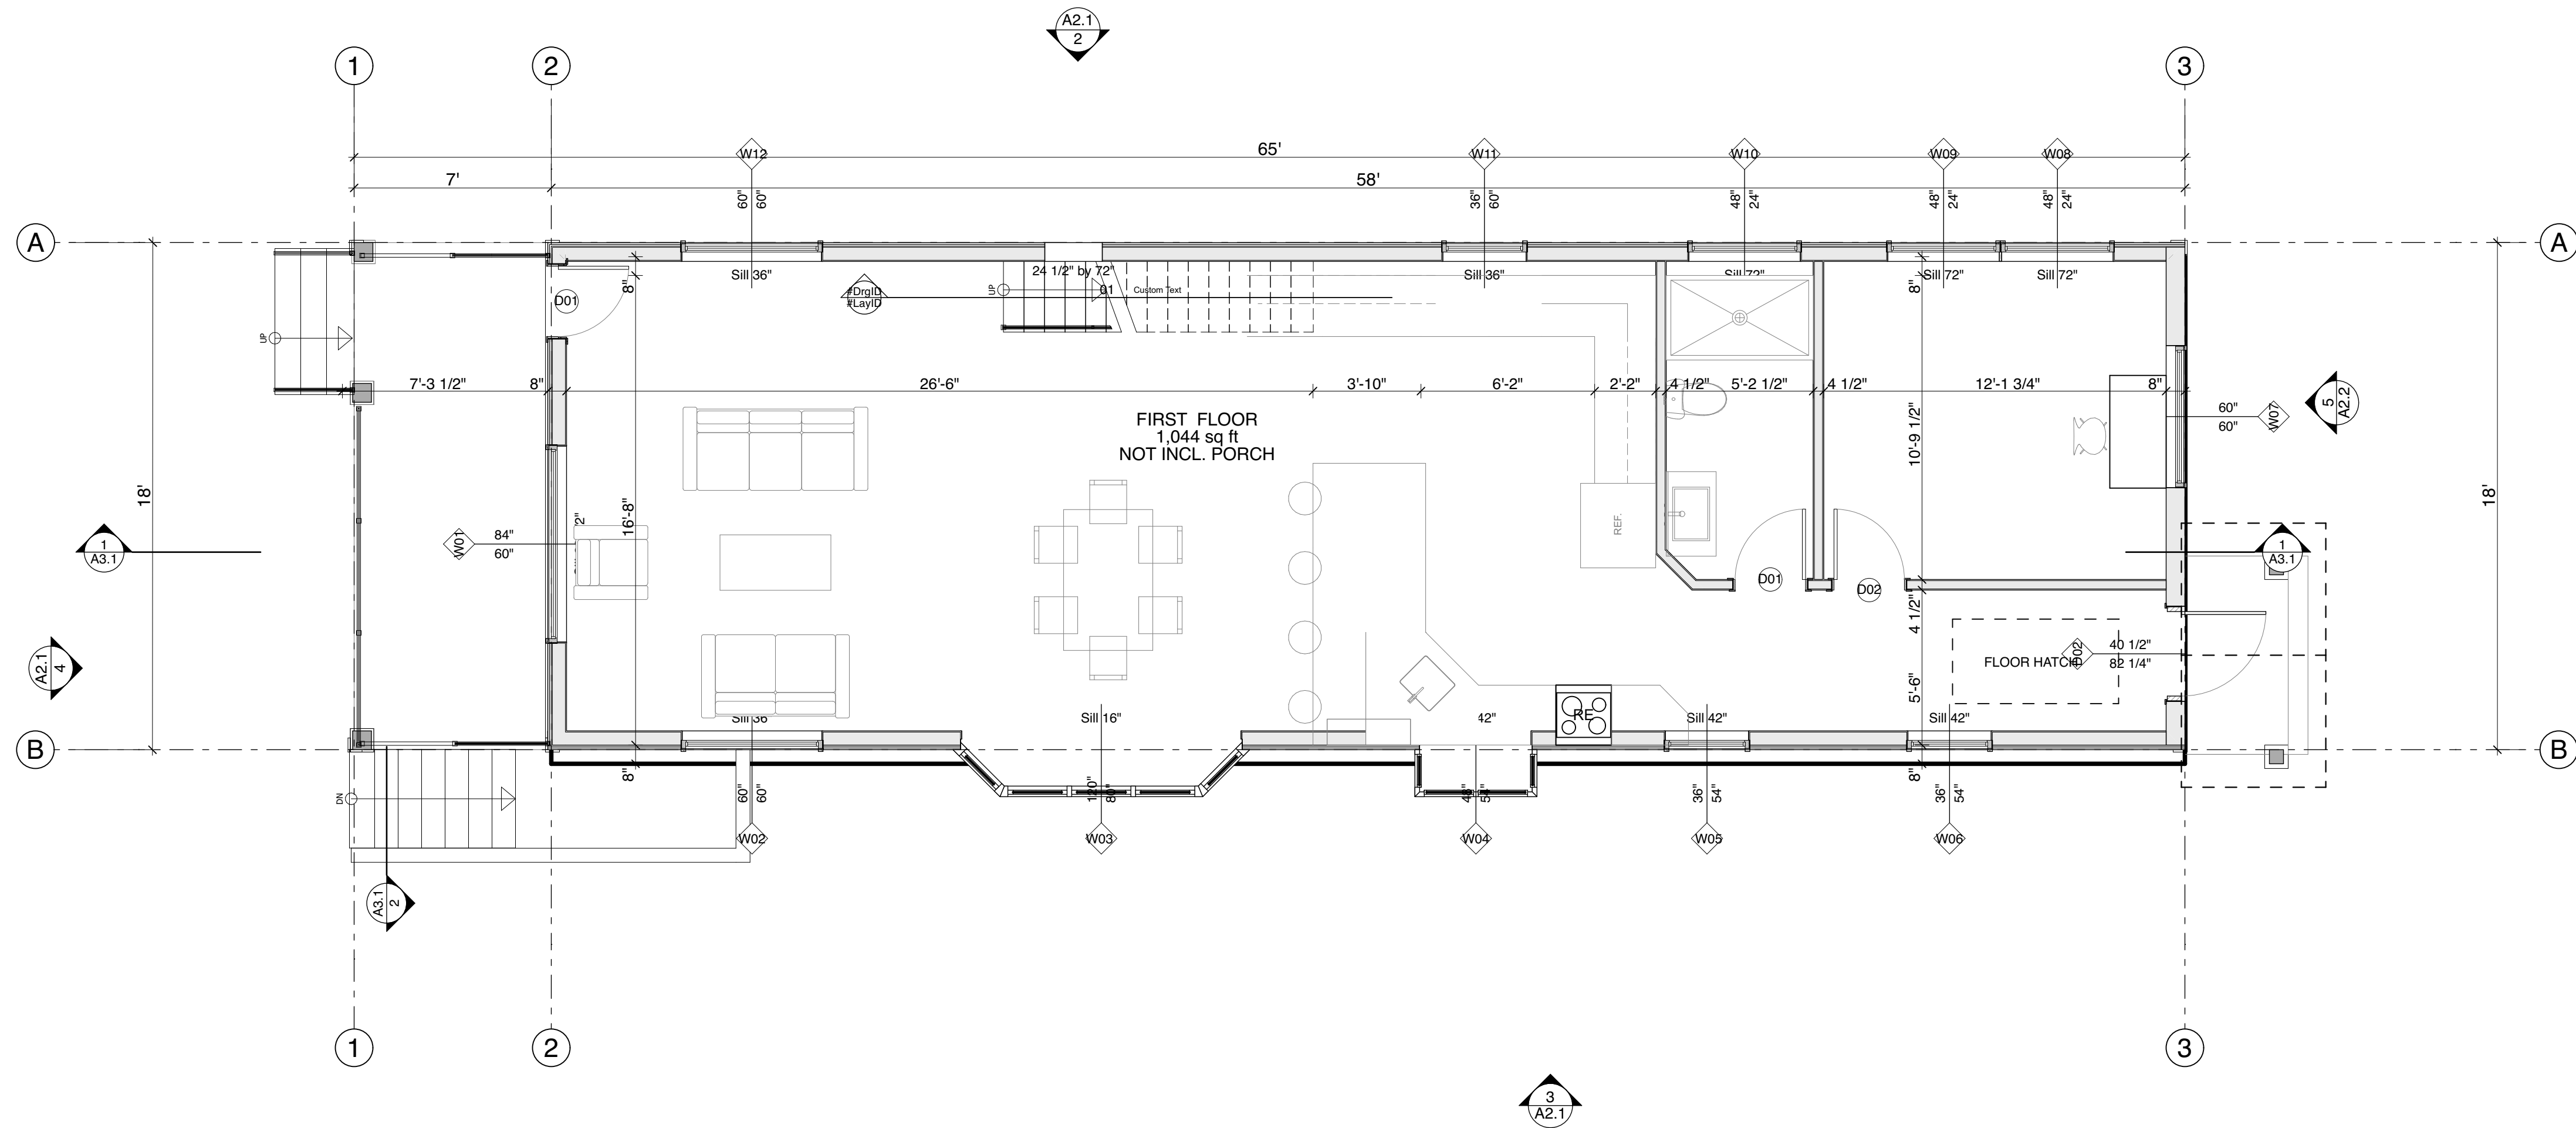 A2.1
2
1
2
3
65'
W12
W11
W10
W09
W08
7'
58'
60"
60"
36"
60"
48"
24"
48"
24"
48"
24"
A
A
Sill 36"
24 1/2" by 72"
Sill 36"
Sill 72"
Sill 72"
Sill 72"
8"
8"
UP
01
Custom Text
#DrgID
#LayID
D01
UP
7'-3 1/2"
8"
26'-6"
3'-10"
6'-2"
2'-2"
4 1/2"
5'-2 1/2"
4 1/2"
12'-1 3/4"
8"
FIRST FLOOR
1,044 sq ft
NOT INCL. PORCH
10'-9 1/2"
60"
60"
W07
5
A2.2
18'
18'
16'-8"
REF.
W01
84"
60"
1
A3.1
1
A3.1
D01
D02
4 1/2"
A2.1
4
FLOOR HATCH
D02
40 1/2"
82 1/4"
5'-6"
Sill 36"
Sill 16"
42"
RE
Sill 42"
Sill 42"
B
B
8"
8"
DN
60"
60"
120"
80"
48"
54"
36"
54"
36"
54"
W02
W03
W04
W05
W06
A3.1
2
1
2
3
3
A2.1